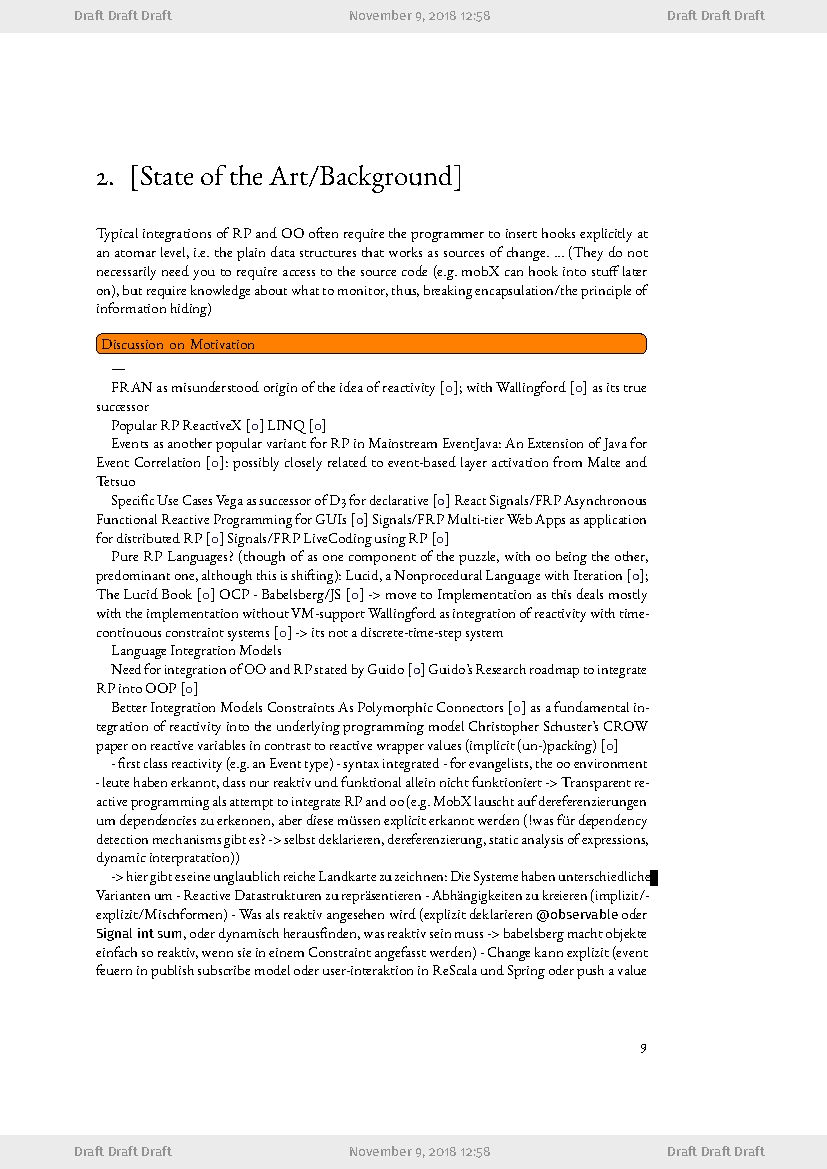 Draft Draft Draft November 9, 2018 12:58 Draft Draft Draft
2. [State of the Art/Background]
Typical integrations of RP and OO often require the programmer to insert hooks explicitly at
an atomar level, i.e. the plain data structures that works as sources of change. ... (They do not
necessarily need you to require access to the source code (e.g. mobX can hook into stuff later
on), but require knowledge about what to monitor, thus, breaking encapsulation/the principle of
information hiding)
Discussion on Motivation
—
FRAN as misunderstood origin of the idea of reactivity [0]; with Wallingford [0] as its true
successor
Popular RP ReactiveX [0] LINQ [0]
Events as another popular variant for RP in Mainstream EventJava: An Extension of Java for
Event Correlation [0]: possibly closely related to event-based layer activation from Malte and
Tetsuo
Specific Use Cases Vega as successor of D3 for declarative [0] React Signals/FRP Asynchronous
Functional Reactive Programming for GUIs [0] Signals/FRP Multi-tier Web Apps as application
for distributed RP [0] Signals/FRP LiveCoding using RP [0]
Pure RP Languages? (though of as one component of the puzzle, with oo being the other,
predominant one, although this is shifting): Lucid, a Nonprocedural Language with Iteration [0];
The Lucid Book [0] OCP - Babelsberg/JS [0] -> move to Implementation as this deals mostly
with the implementation without VM-support Wallingford as integration of reactivity with time-
continuous constraint systems [0] -> its not a discrete-time-step system
Language Integration Models
Need for integration of OO and RP stated by Guido [0] Guido's Research roadmap to integrate
RP into OOP [0]
Better Integration Models Constraints As Polymorphic Connectors [0] as a fundamental in-
tegration of reactivity into the underlying programming model Christopher Schuster's CROW
paper on reactive variables in contrast to reactive wrapper values (implicit (un-)packing) [0]
- first class reactivity (e.g. an Event type) - syntax integrated - for evangelists, the oo environment
- leute haben erkannt, dass nur reaktiv und funktional allein nicht funktioniert -> Transparent re-
active programming als attempt to integrate RP and oo (e.g. MobX lauscht auf dereferenzierungen
um dependencies zu erkennen, aber diese müssen explicit erkannt werden (!was für dependency
detection mechanisms gibt es? -> selbst deklarieren, dereferenzierung, static analysis of expressions,
dynamic interpratation))
-> hier gibt es eine unglaublich reiche Landkarte zu zeichnen: Die Systeme haben unterschiedliche
Varianten um - Reactive Datastrukturen zu repräsentieren - Abhängigkeiten zu kreieren (implizit/-
explizit/Mischformen) - Was als reaktiv angesehen wird (explizit deklarieren @observable oder
Signal int sum, oder dynamisch herausfinden, was reaktiv sein muss -> babelsberg macht objekte
einfach so reaktiv, wenn sie in einem Constraint angefasst werden) - Change kann explizit (event
feuern in publish subscribe model oder user-interaktion in ReScala und Spring oder push a value
9
Draft Draft Draft November 9, 2018 12:58 Draft Draft Draft